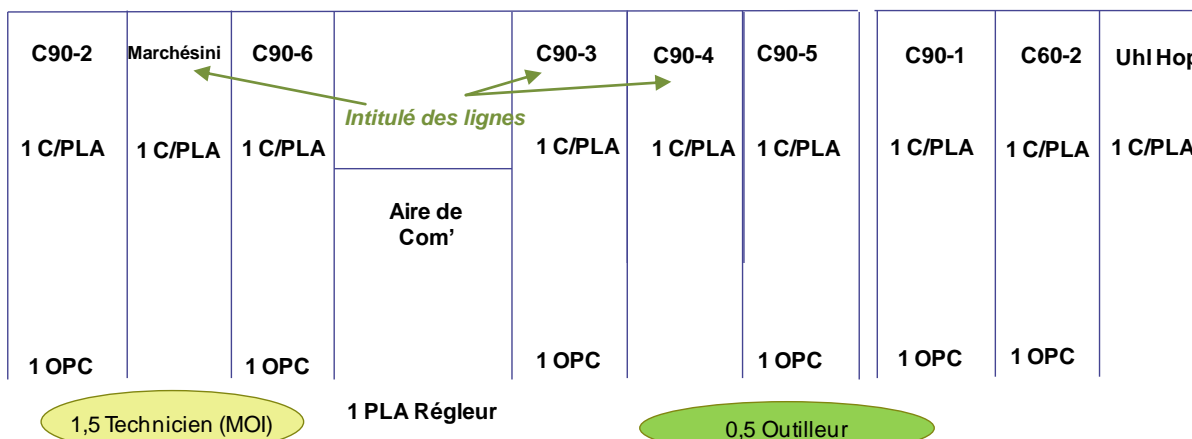 C90-2 Marchésini C90-6 C90-3 C90-4 C90-5 C90-1 C60-2 Uhl Hop
Intitulé des lignes
1 C/PLA 1 C/PLA 1 C/PLA 1 C/PLA 1 C/PLA 1 C/PLA 1 C/PLA 1 C/PLA 1 C/PLA
Aire de
Com’
1 OPC 1 OPC 1 OPC 1 OPC 1 OPC 1 OPC
1,5 Technicien (MOI) 1 PLA Régleur 0,5 Outilleur